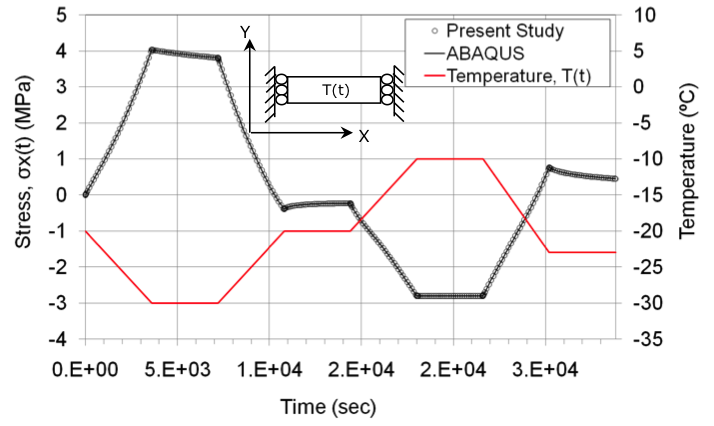 5
4
3
2
1
0
-1
-2
-3
-4
Stress, σx(t) (MPa)
0.E+00
5.E+03
1.E+04
2.E+04
2.E+04
3.E+04
Time (sec)
10
5
0
-5
-10
-15
-20
-25
-30
-35
Temperature (ºC)
Present Study
ABAQUS
Temperature, T(t)
Y
T(t)
X